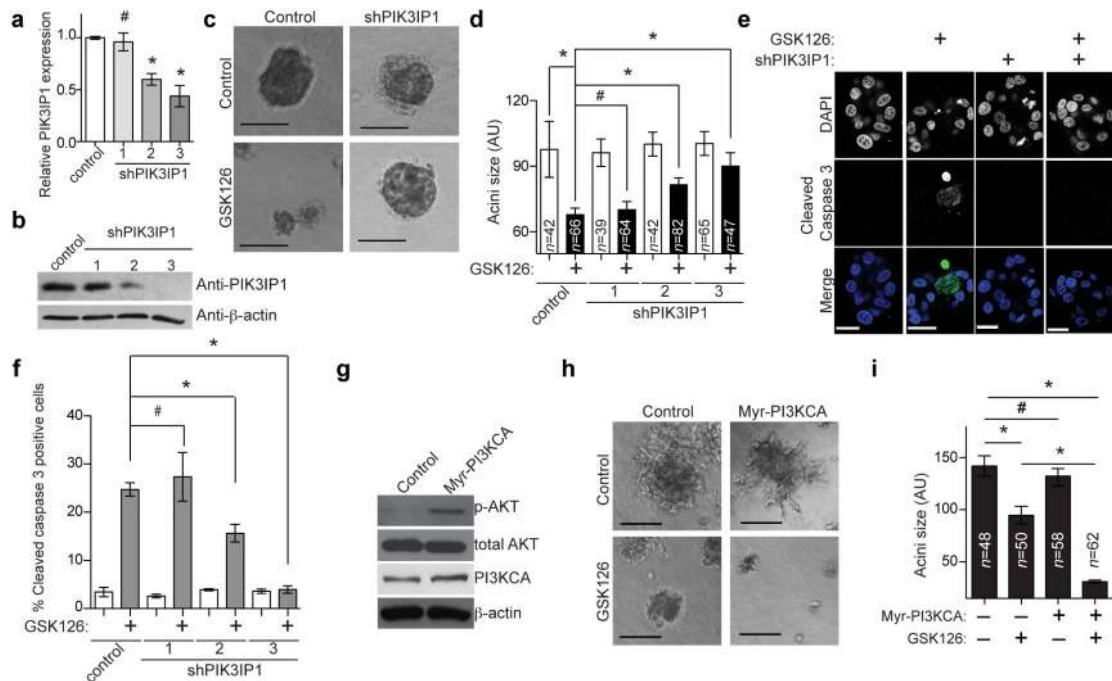 a
Relative PIK3IP1 expression
1.0
0.5
0.0
#
*
*
control
1
2
3
shPIK3IP1
b
control
shPIK3IP1
1
2
3
Anti-PIK3IP1
Anti-β-actin
c
Control
shPIK3IP1
Control
GSK126
d
Acini size (AU)
120
90
60
*
*
*
#
n=42
n=66
n=39
n=64
n=42
n=82
n=65
n=47
GSK126:
+
+
+
+
control
1
2
3
shPIK3IP1
e
GSK126:
+
+
shPIK3IP1:
+
+
DAPI
Cleaved
Caspase 3
Merge
f
% Cleaved caspase 3 positive cells
40
30
20
10
0
*
*
#
GSK126:
+
+
+
+
control
1
2
3
shPIK3IP1
g
Control
Myr-PI3KCA
p-AKT
total AKT
PI3KCA
β-actin
h
Control
Myr-PI3KCA
Control
GSK126
i
Acini size (AU)
150
100
50
*
#
*
*
n=48
n=50
n=58
n=62
Myr-PI3KCA:
– – + +
GSK126:
– + – +